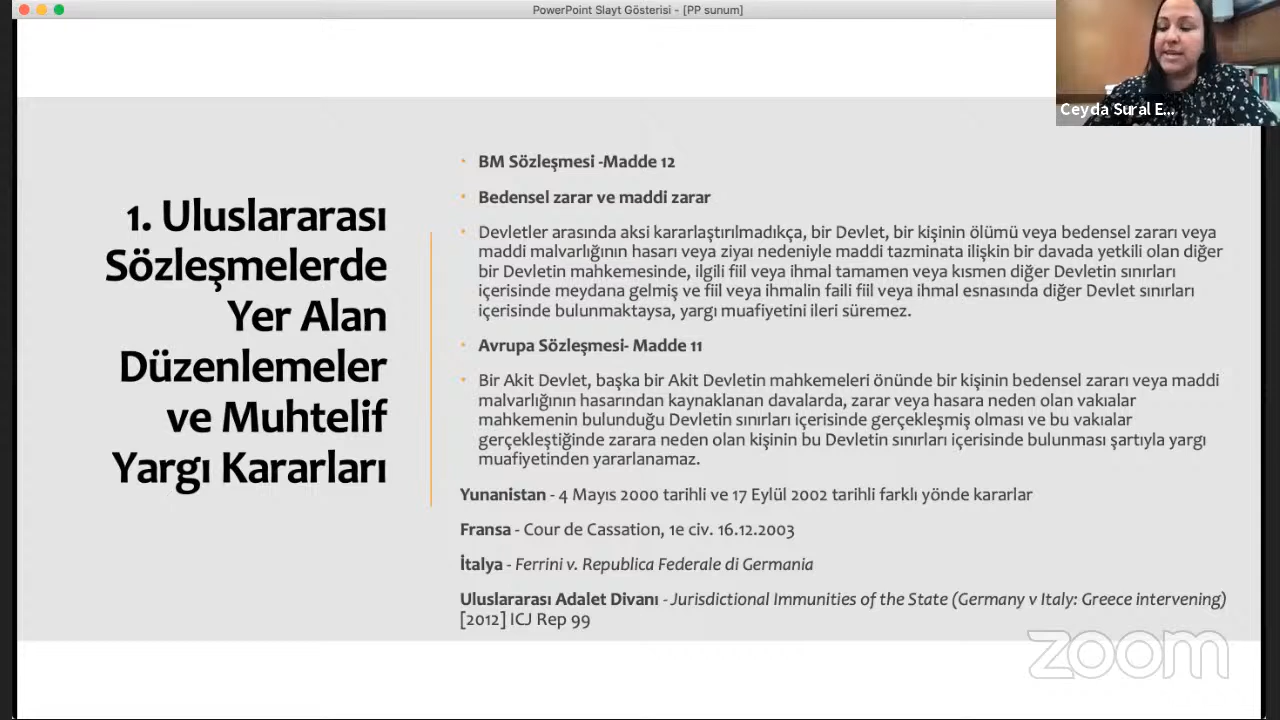 PowerPoint Slayt Gösterisi - [PP sunum]
Ceyda Sural E...
1. Uluslararası
Sözleşmelerde
Yer Alan
Düzenlemeler
ve Muhtelif
Yargı Kararları
• BM Sözleşmesi -Madde 12
• Bedensel zarar ve maddi zarar
• Devletler arasında aksi kararlaştırılmadıkça, bir Devlet, bir kişinin ölümü veya bedensel zararı veya
maddi malvarlığının hasarı veya ziyaı nedeniyle maddi tazminata ilişkin bir davada yetkili olan diğer
bir Devletin mahkemesinde, ilgili fiil veya ihmal tamamen veya kısmen diğer Devletin sınırları
içerisinde meydana gelmiş ve fiil veya ihmalin faili fiil veya ihmal esnasında diğer Devlet sınırları
içerisinde bulunmaktaysa, yargı muafiyetini ileri süremez.
• Avrupa Sözleşmesi- Madde 11
• Bir Akit Devlet, başka bir Akit Devletin mahkemeleri önünde bir kişinin bedensel zararı veya maddi
malvarlığının hasarından kaynaklanan davalarda, zarar veya hasara neden olan vakıalar
mahkemenin bulunduğu Devletin sınırları içerisinde gerçekleşmiş olması ve bu vakıalar
gerçekleştiğinde zarara neden olan kişinin bu Devletin sınırları içerisinde bulunması şartıyla yargı
muafiyetinden yararlanamaz.
Yunanistan - 4 Mayıs 2000 tarihli ve 17 Eylül 2002 tarihli farklı yönde kararlar
Fransa - Cour de Cassation, 1e civ. 16.12.2003
İtalya - Ferrini v. Republica Federale di Germania
Uluslararası Adalet Divanı - Jurisdictional Immunities of the State (Germany v Italy: Greece intervening)
[2012] ICJ Rep 99
zoom